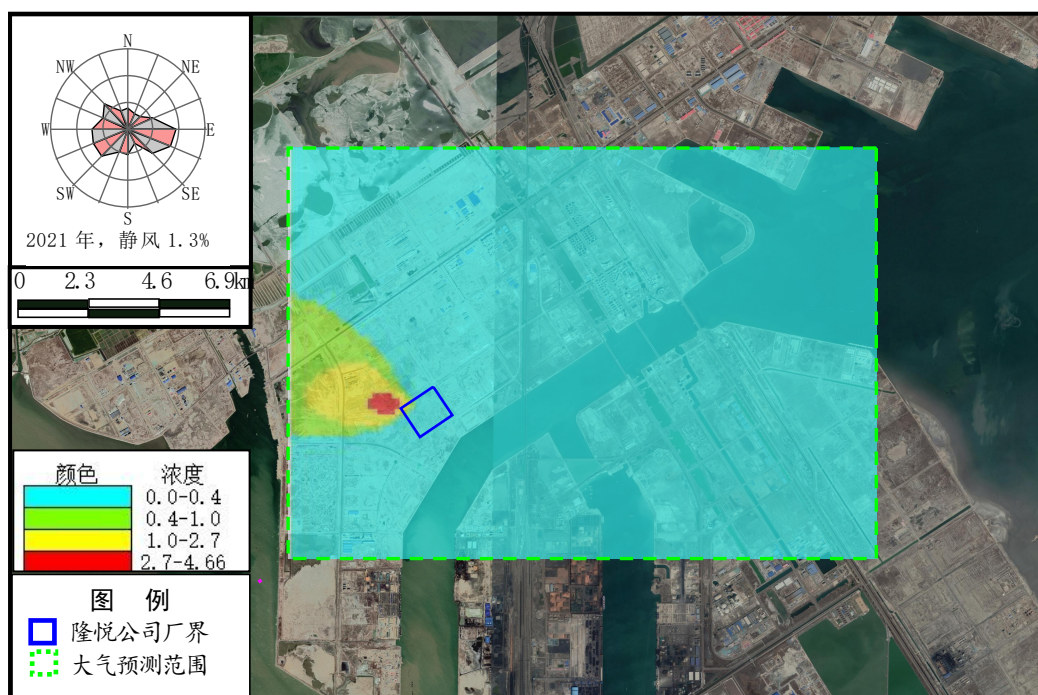 N
NW NE
W E
SW SE
S
2021 年，静风 1.3%
0 2.3 4.6 6.9km
颜色 浓度
0.0-0.4
0.4-1.0
1.0-2.7
2.7-4.66
图 例
隆悦公司厂界
大气预测范围